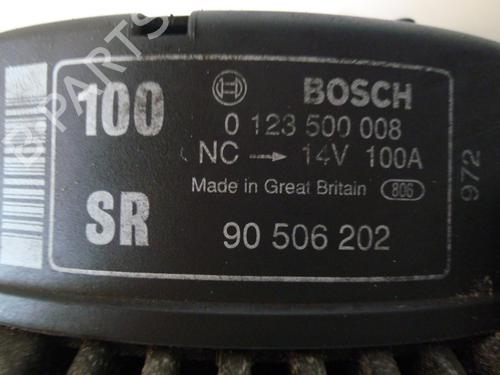 100
BOSCH
0 123 500 008
NC → 14V 100A
Made in Great Britain 806
SR
90 506 202
972
B-PARTS